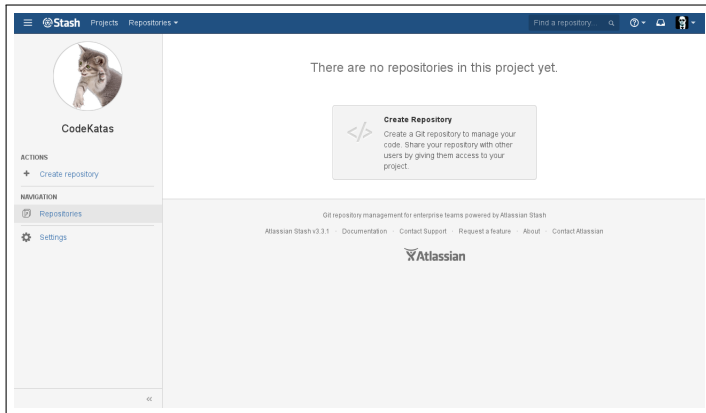 Stash Projects Repositories Find a repository...
CodeKatas
ACTIONS
Create repository
NAVIGATION
Repositories
Settings
There are no repositories in this project yet.
Create Repository
Create a Git repository to manage your
code. Share your repository with other
users by giving them access to your
project.
Git repository management for enterprise teams powered by Atlassian Stash
Atlassian Stash v3.3.1 · Documentation · Contact Support · Request a feature · About · Contact Atlassian
Atlassian